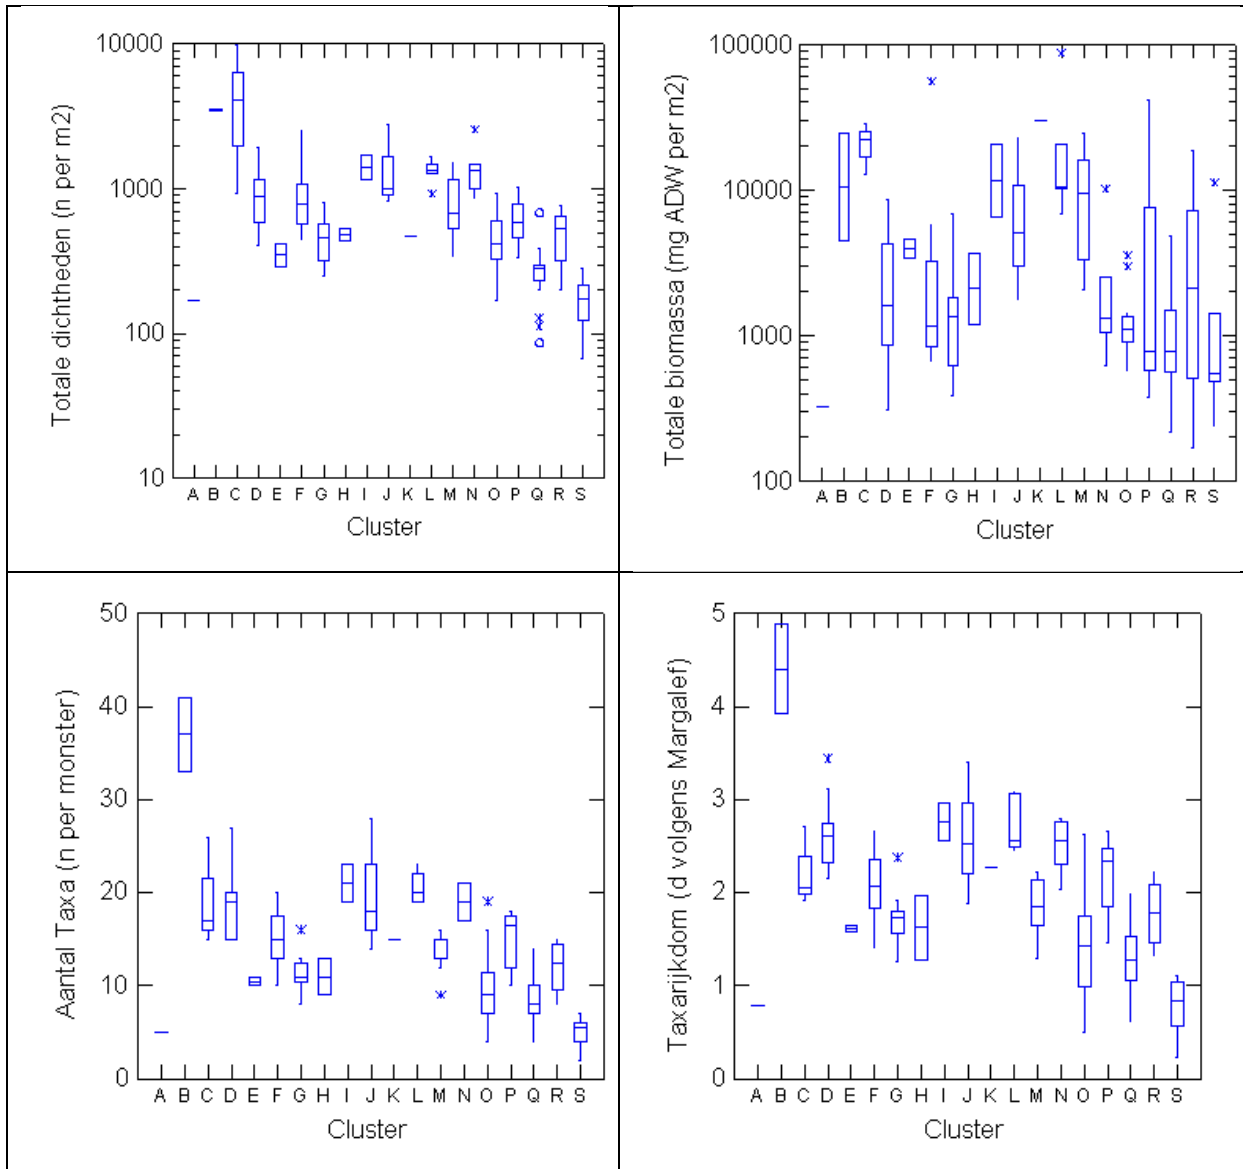 Totale dichtheden (n per m2)
10000
1000
100
10
A B C D E F G H I J K L M N O P Q R S
Cluster
Totale biomassa (mg ADW per m2)
100000
10000
1000
100
A B C D E F G H I J K L M N O P Q R S
Cluster
Aantal Taxa (n per monster)
50
40
30
20
10
0
A B C D E F G H I J K L M N O P Q R S
Cluster
Taxarijkdom (d volgens Margalef)
5
4
3
2
1
0
A B C D E F G H I J K L M N O P Q R S
Cluster